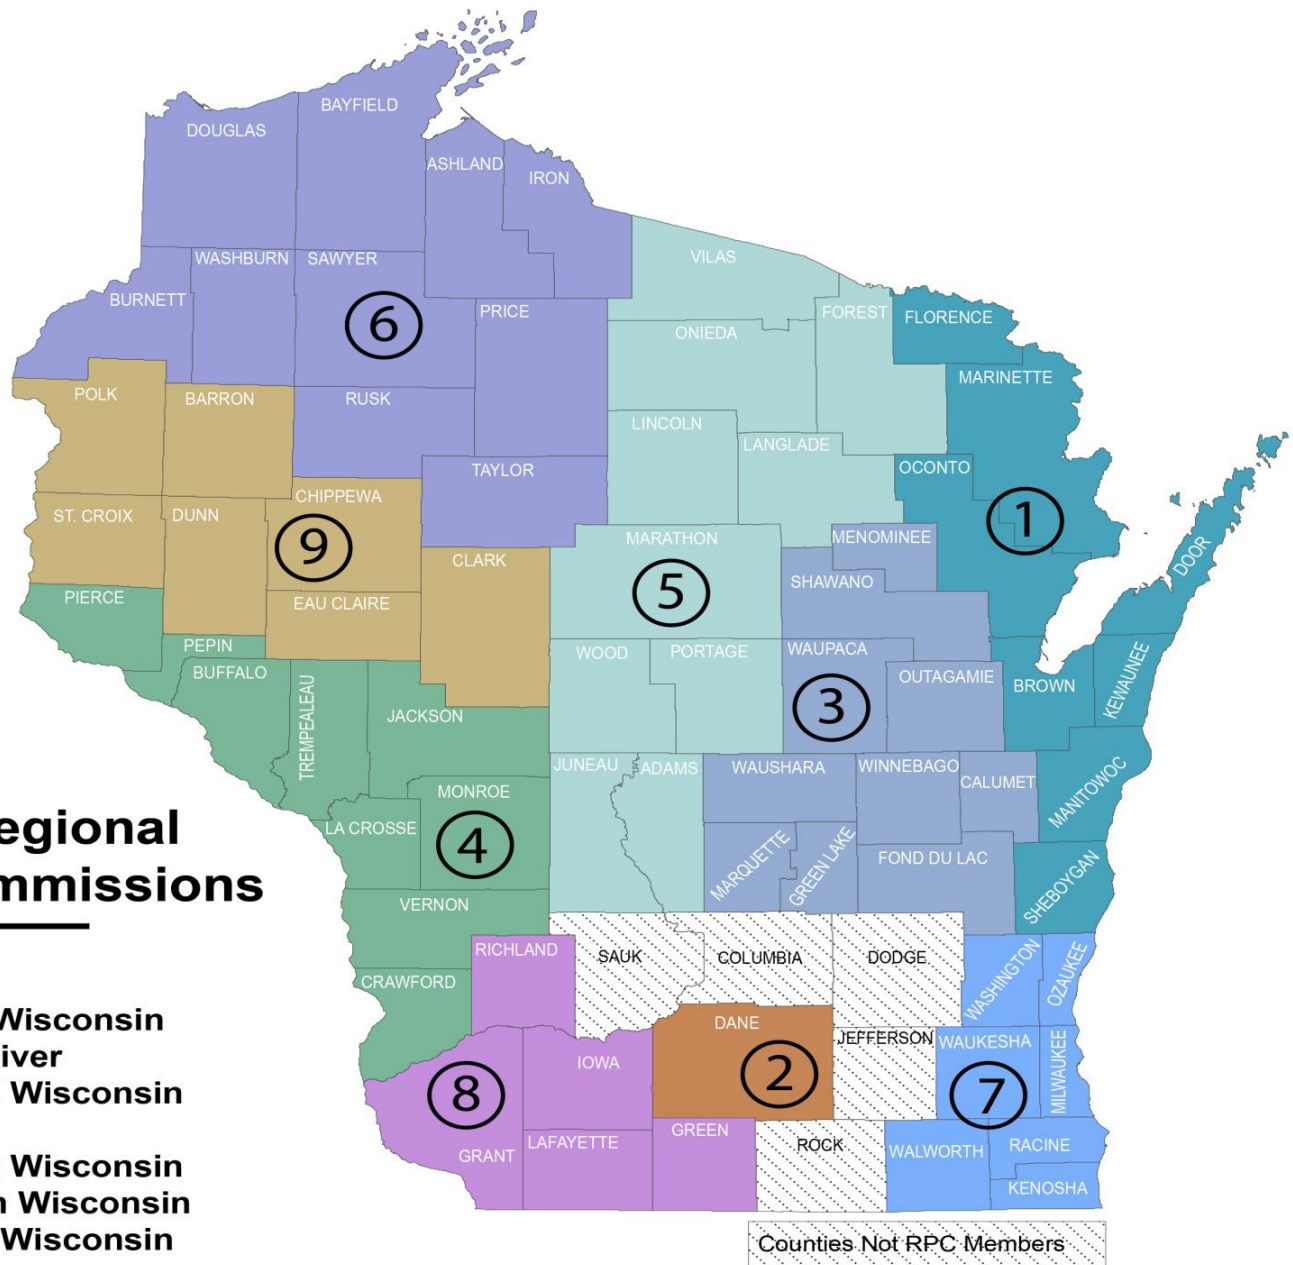 BAYFIELD
DOUGLAS
ASHLAND
IRON
VILAS
WASHBURN
SAWYER
BURNETT
PRICE
FOREST
FLORENCE
6
ONIEDA
MARINETTE
POLK
BARRON
RUSK
LINCOLN
LANGLADE
OCONTO
TAYLOR
CHIPPEWA
ST. CROIX
DUNN
1
9
MARATHON
MENOMINEE
DOOR
CLARK
SHAWANO
5
PIERCE
EAU CLAIRE
PEPIN
WOOD
PORTAGE
WAUPACA
BUFFALO
OUTAGAMIE
BROWN
KEWAUNEE
TREMPEALEAU
JACKSON
3
JUNEAU
ADAMS
WAUSHARA
WINNEBAGO
CALUMET
MANITOWOC
MONROE
egional
LA CROSSE
4
MARQUETTE
GREEN LAKE
FOND DU LAC
mmissions
SHEBOYGAN
VERNON
RICHLAND
SAUK
COLUMBIA
DODGE
WASHINGTON
OZAUKEE
CRAWFORD
Wisconsin
DANE
JEFFERSON
WAUKESHA
MILWAUKEE
iver
IOWA
2
8
7
Wisconsin
GREEN
LAFAYETTE
ROCK
WALWORTH
RACINE
GRANT
Wisconsin
KENOSHA
n Wisconsin
Wisconsin
Counties Not RPC Members